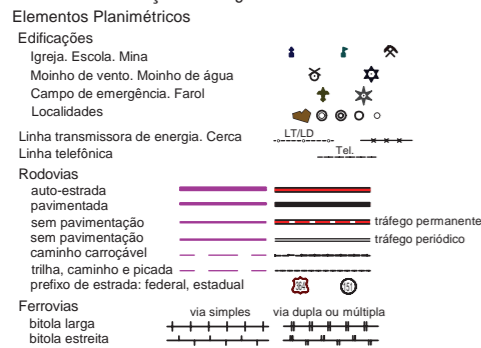 Elementos Planimétricos
Edificações
Igreja. Escola. Mina
Moinho de vento. Moinho de água
Campo de emergência. Farol
Localidades
Linha transmissora de energia. Cerca LT/LD
Linha telefônica Tel.
Rodovias
auto-estrada
pavimentada
sem pavimentação tráfego permanente
sem pavimentação tráfego periódico
caminho carroçável
trilha, caminho e picada
prefixo de estrada: federal, estadual 364 151
Ferrovias via simples via dupla ou múltipla
bitola larga
bitola estreita